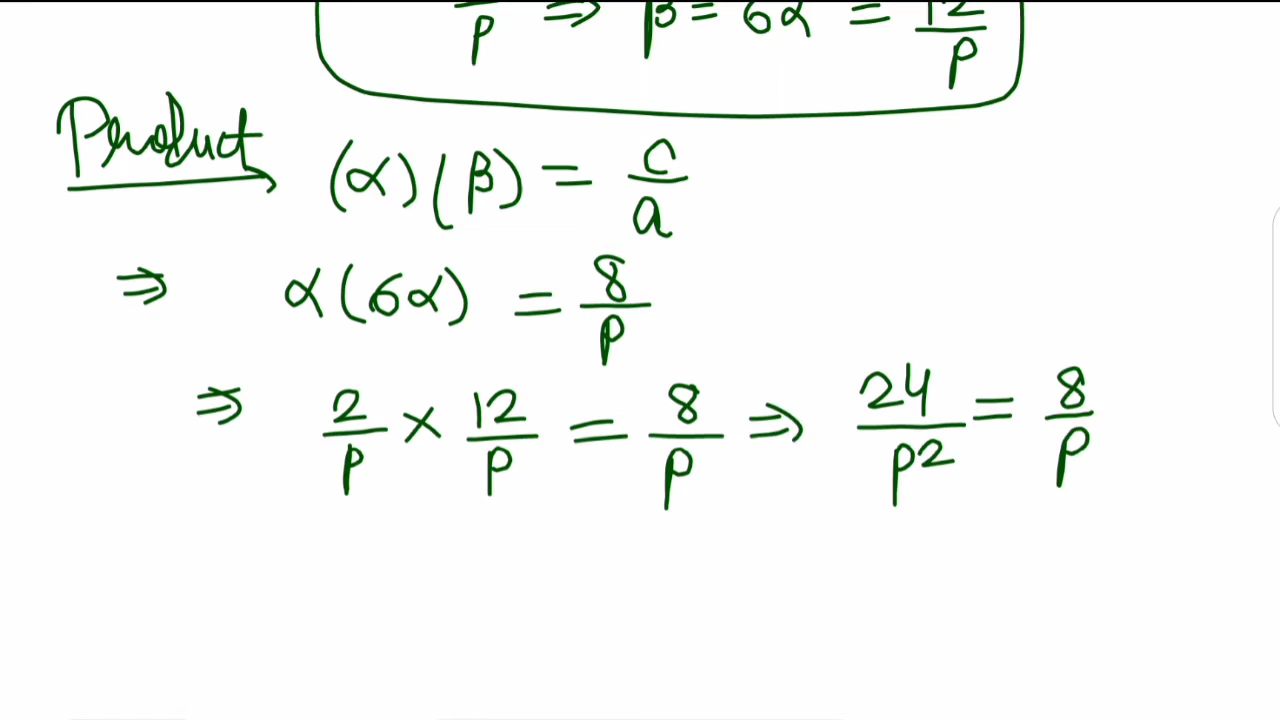 /p ⇒ β = 6α = 12/p
Product (α)(β) = c/a
⇒ α(6α) = 8/p
⇒ 2/p × 12/p = 8/p ⇒ 24/p2 = 8/p